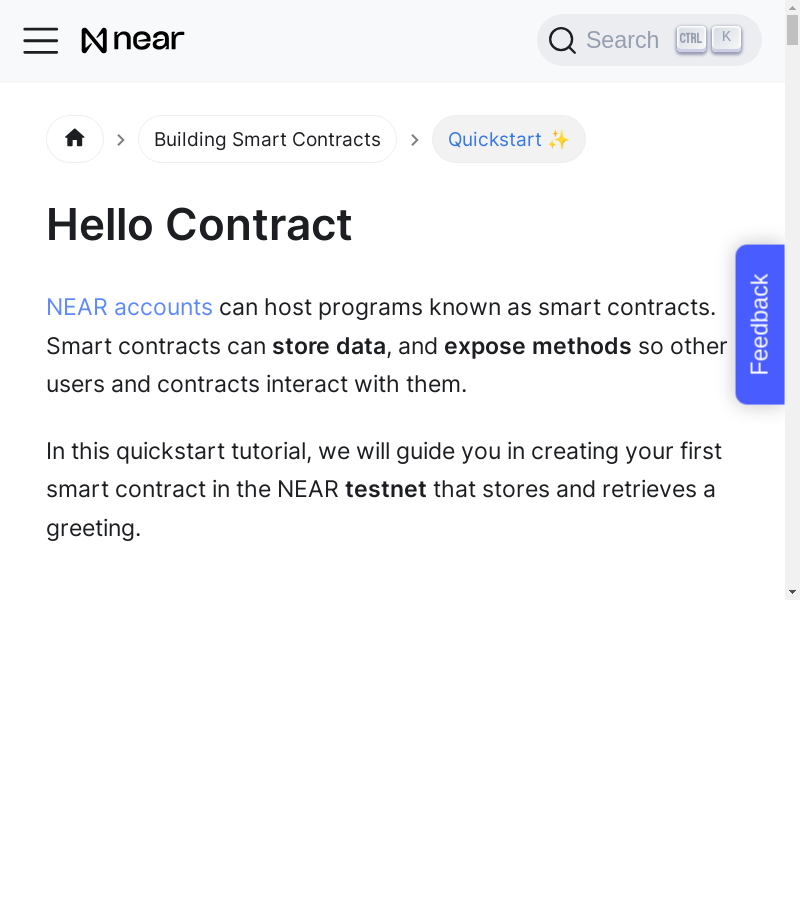 near
Search CTRL K
Building Smart Contracts
Quickstart ✨
Hello Contract
NEAR accounts can host programs known as smart contracts.
Smart contracts can store data, and expose methods so other
users and contracts interact with them.
In this quickstart tutorial, we will guide you in creating your first
smart contract in the NEAR testnet that stores and retrieves a
greeting.
Feedback